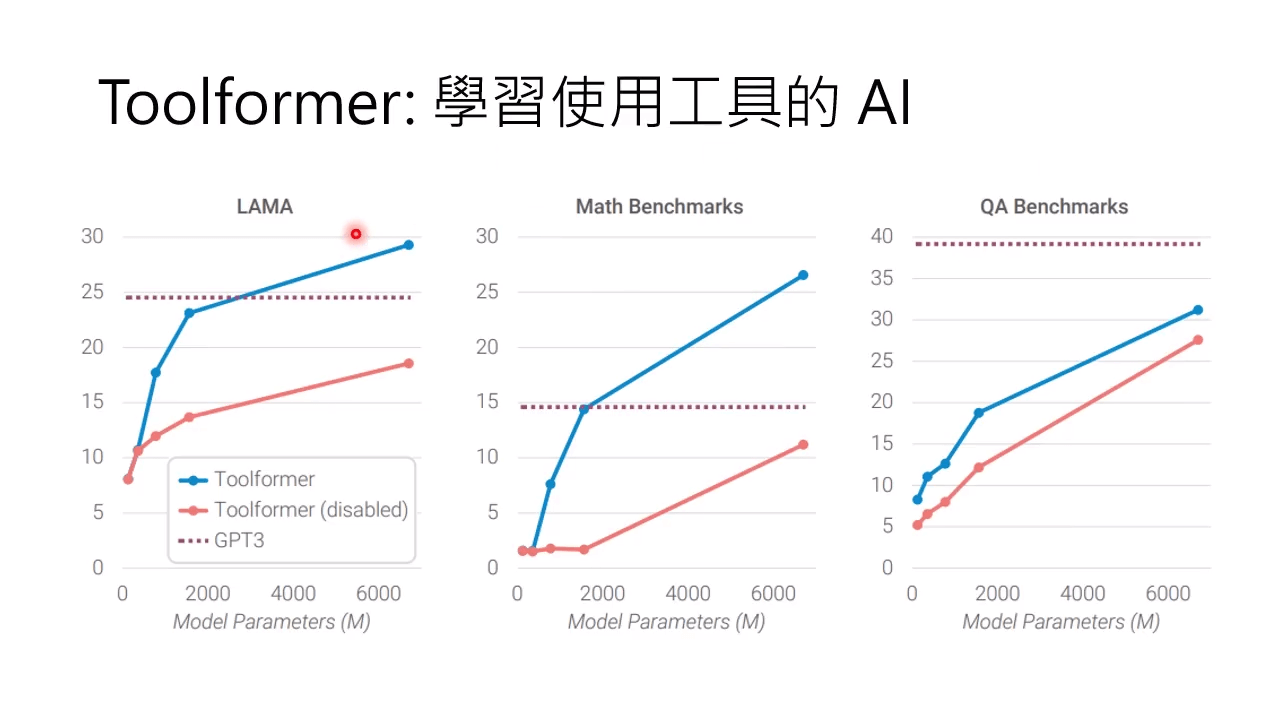 Toolformer: 學習使用工具的 AI
LAMA
30
25
20
15
10
5
0
0 2000 4000 6000
Model Parameters (M)
Toolformer
Toolformer (disabled)
GPT3
Math Benchmarks
30
25
20
15
10
5
0
0 2000 4000 6000
Model Parameters (M)
QA Benchmarks
40
35
30
25
20
15
10
5
0
0 2000 4000 6000
Model Parameters (M)